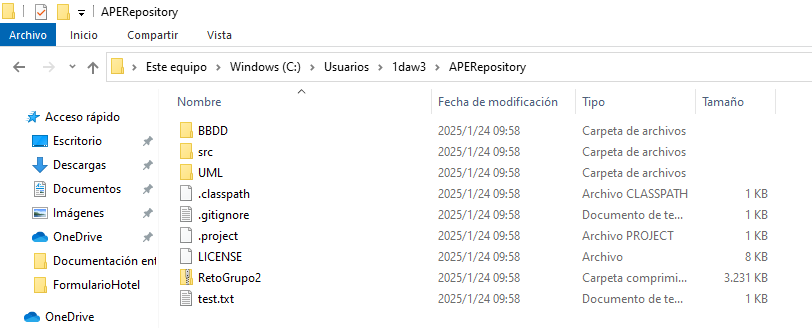 APERepository
Archivo Inicio Compartir Vista
Este equipo Windows (C:) Usuarios 1daw3 APERepository
Nombre Fecha de modificación Tipo Tamaño
Acceso rápido
Escritorio
Descargas
Documentos
Imágenes
OneDrive
Documentación ent
FormularioHotel
OneDrive
BBDD 2025/1/24 09:58 Carpeta de archivos
src 2025/1/24 09:58 Carpeta de archivos
UML 2025/1/24 09:58 Carpeta de archivos
.classpath 2025/1/24 09:58 Archivo CLASSPATH 1 KB
.gitignore 2025/1/24 09:58 Documento de te... 1 KB
.project 2025/1/24 09:58 Archivo PROJECT 1 KB
LICENSE 2025/1/24 09:58 Archivo 8 KB
RetoGrupo2 2025/1/24 09:58 Carpeta comprimi... 3.231 KB
test.txt 2025/1/24 09:58 Documento de te... 1 KB